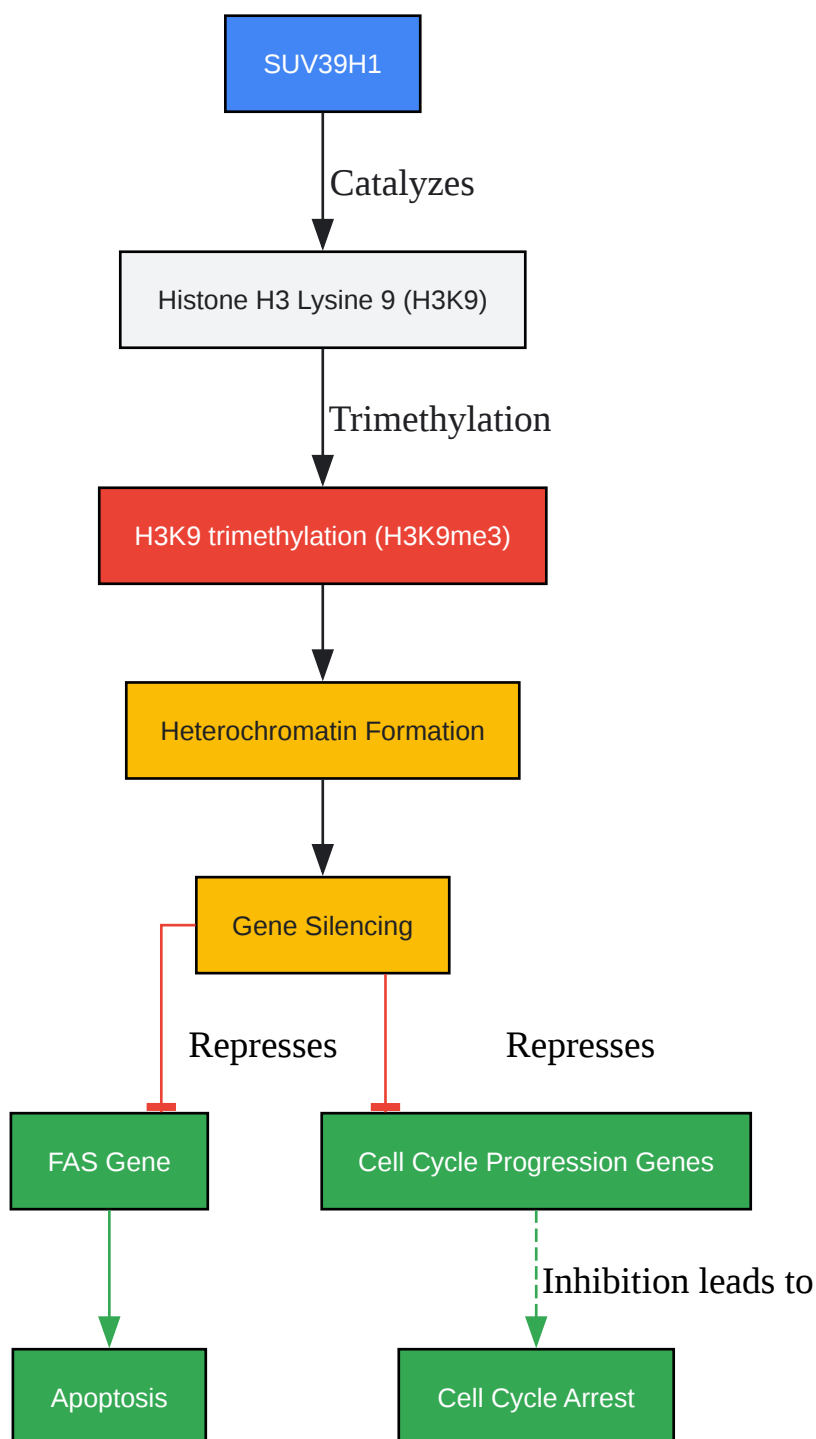 SUV39H1
Catalyzes
Histone H3 Lysine 9 (H3K9)
Trimethylation
H3K9 trimethylation (H3K9me3)
Heterochromatin Formation
Gene Silencing
Represses
Represses
FAS Gene
Cell Cycle Progression Genes
Inhibition leads to
Apoptosis
Cell Cycle Arrest